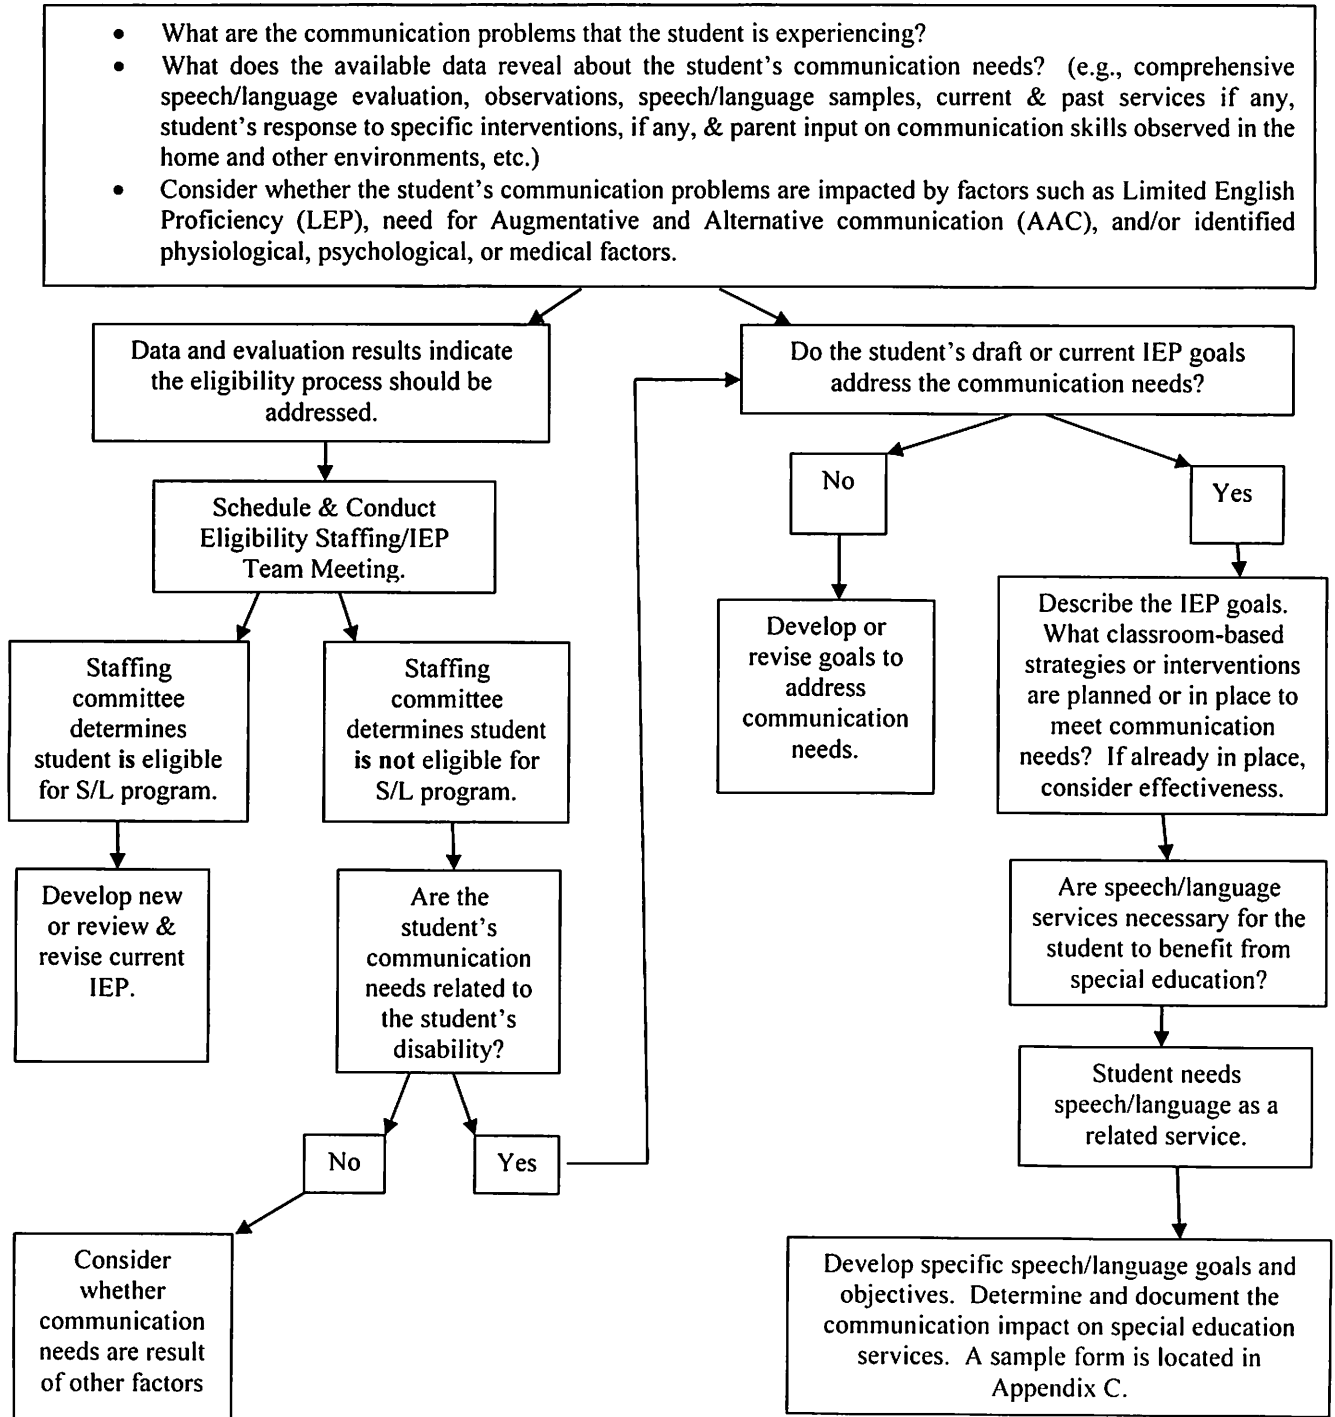 • What are the communication problems that the student is experiencing?
• What does the available data reveal about the student's communication needs? (e.g., comprehensive
speech/language evaluation, observations, speech/language samples, current & past services if any,
student's response to specific interventions, if any, & parent input on communication skills observed in the
home and other environments, etc.)
• Consider whether the student's communication problems are impacted by factors such as Limited English
Proficiency (LEP), need for Augmentative and Alternative communication (AAC), and/or identified
physiological, psychological, or medical factors.
Data and evaluation results indicate
the eligibility process should be
addressed.
Schedule & Conduct
Eligibility Staffing/IEP
Team Meeting.
Staffing
committee
determines
student is eligible
for S/L program.
Develop new
or review &
revise current
IEP.
Staffing
committee
determines student
is not eligible for
S/L program.
Are the
student's
communication
needs related to
the student's
disability?
No
Yes
Consider
whether
communication
needs are result
of other factors
Do the student's draft or current IEP goals
address the communication needs?
No
Develop or
revise goals to
address
communication
needs.
Yes
Describe the IEP goals.
What classroom-based
strategies or interventions
are planned or in place to
meet communication
needs? If already in place,
consider effectiveness.
Are speech/language
services necessary for the
student to benefit from
special education?
Student needs
speech/language as a
related service.
Develop specific speech/language goals and
objectives. Determine and document the
communication impact on special education
services. A sample form is located in
Appendix C.